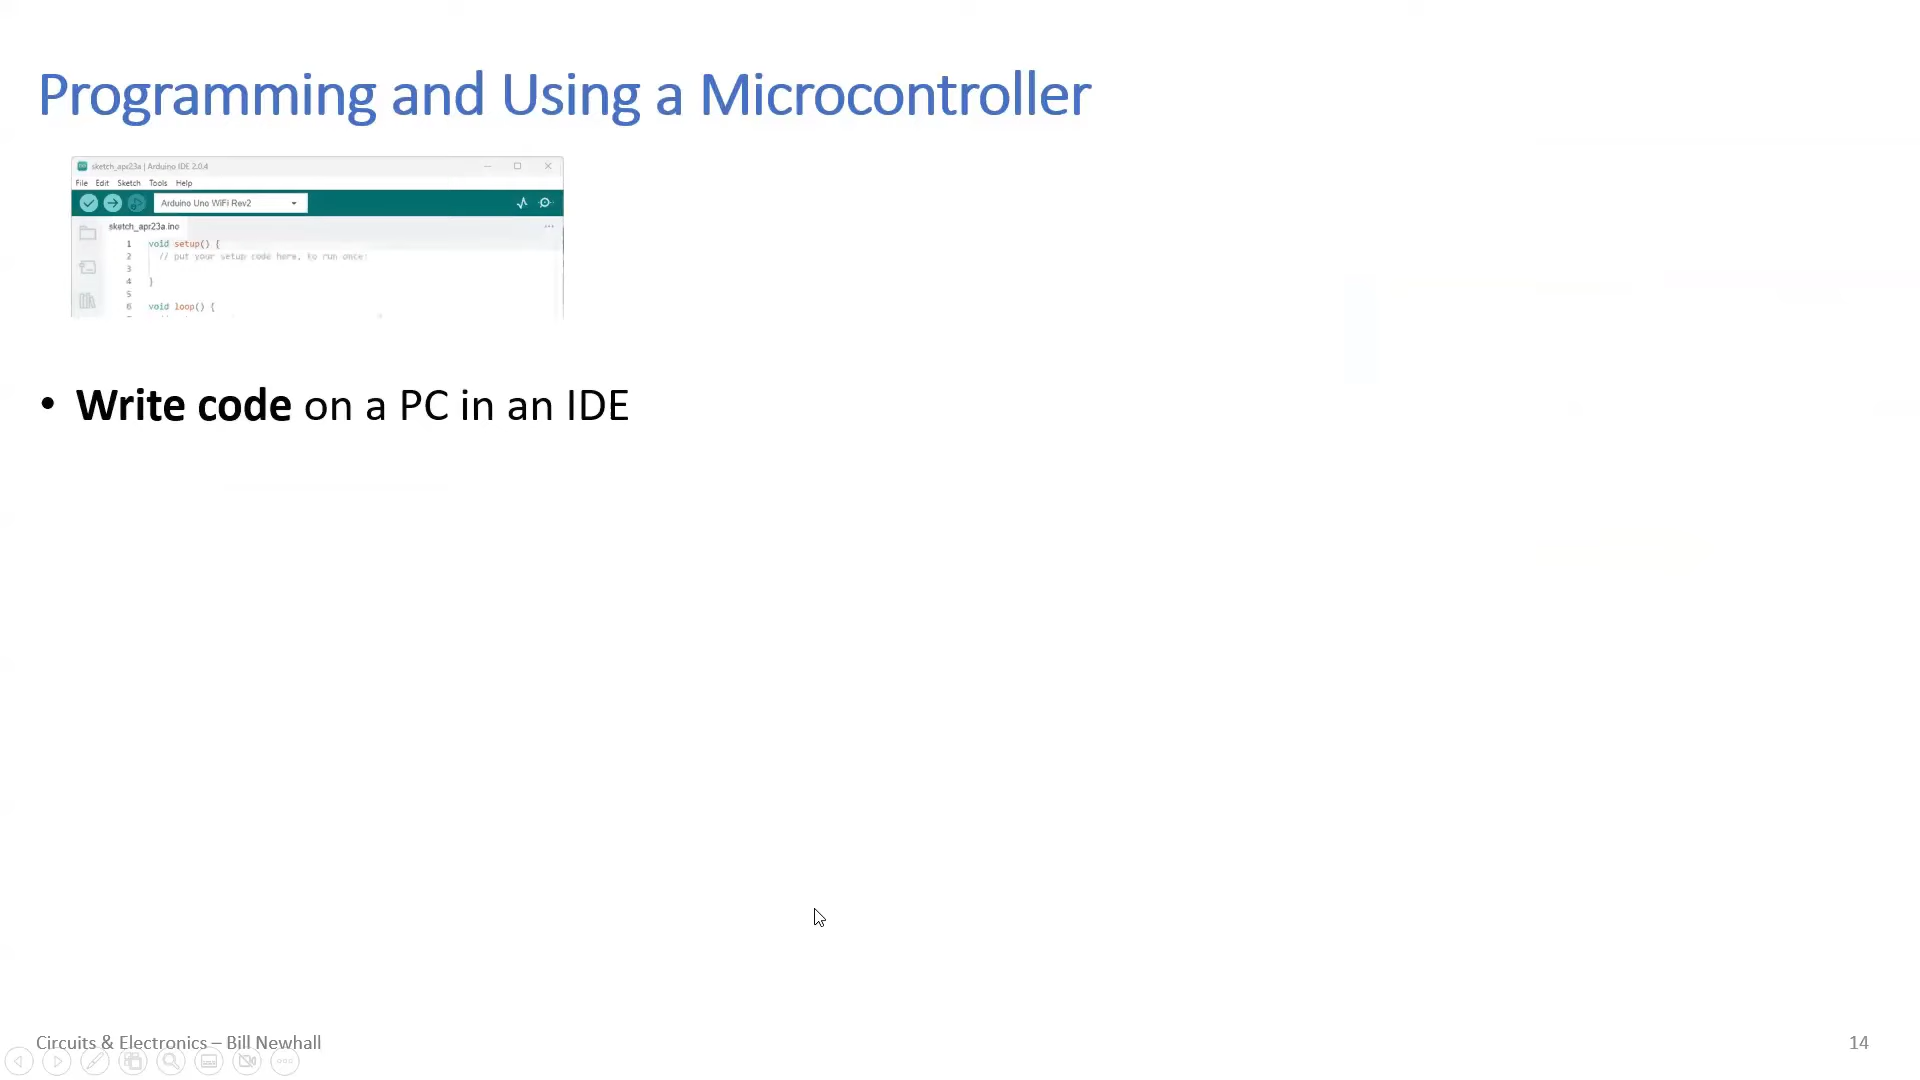 Programming and Using a Microcontroller
sketch_apr23a | Arduino IDE 2.0.4
File Edit Sketch Tools Help
Arduino Uno WiFi Rev2
sketch_apr23a.ino
1 void setup() {
2 // put your setup code here, to run once:
3
4 }
5
6 void loop() {
• Write code on a PC in an IDE
Circuits & Electronics – Bill Newhall
14